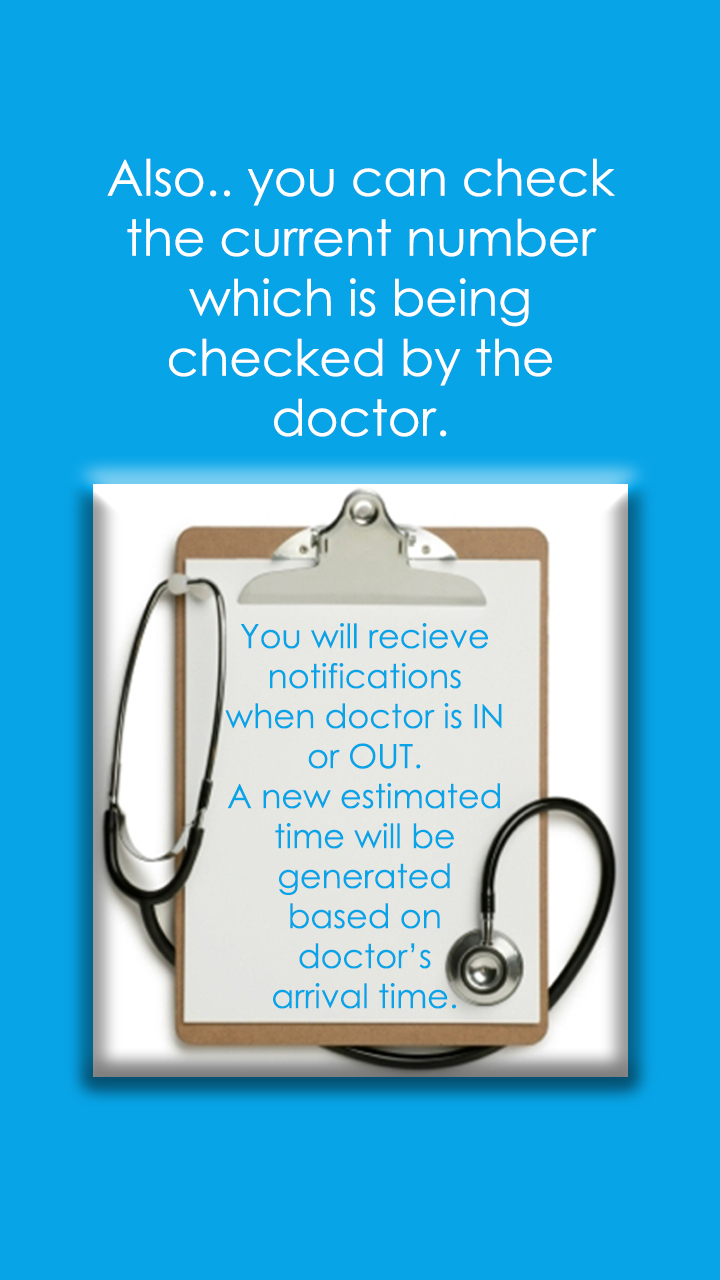 Also.. you can check
the current number
which is being
checked by the
doctor.
You will recieve
notifications
when doctor is IN
or OUT.
A new estimated
time will be
generated
based on
doctor’s
arrival time.